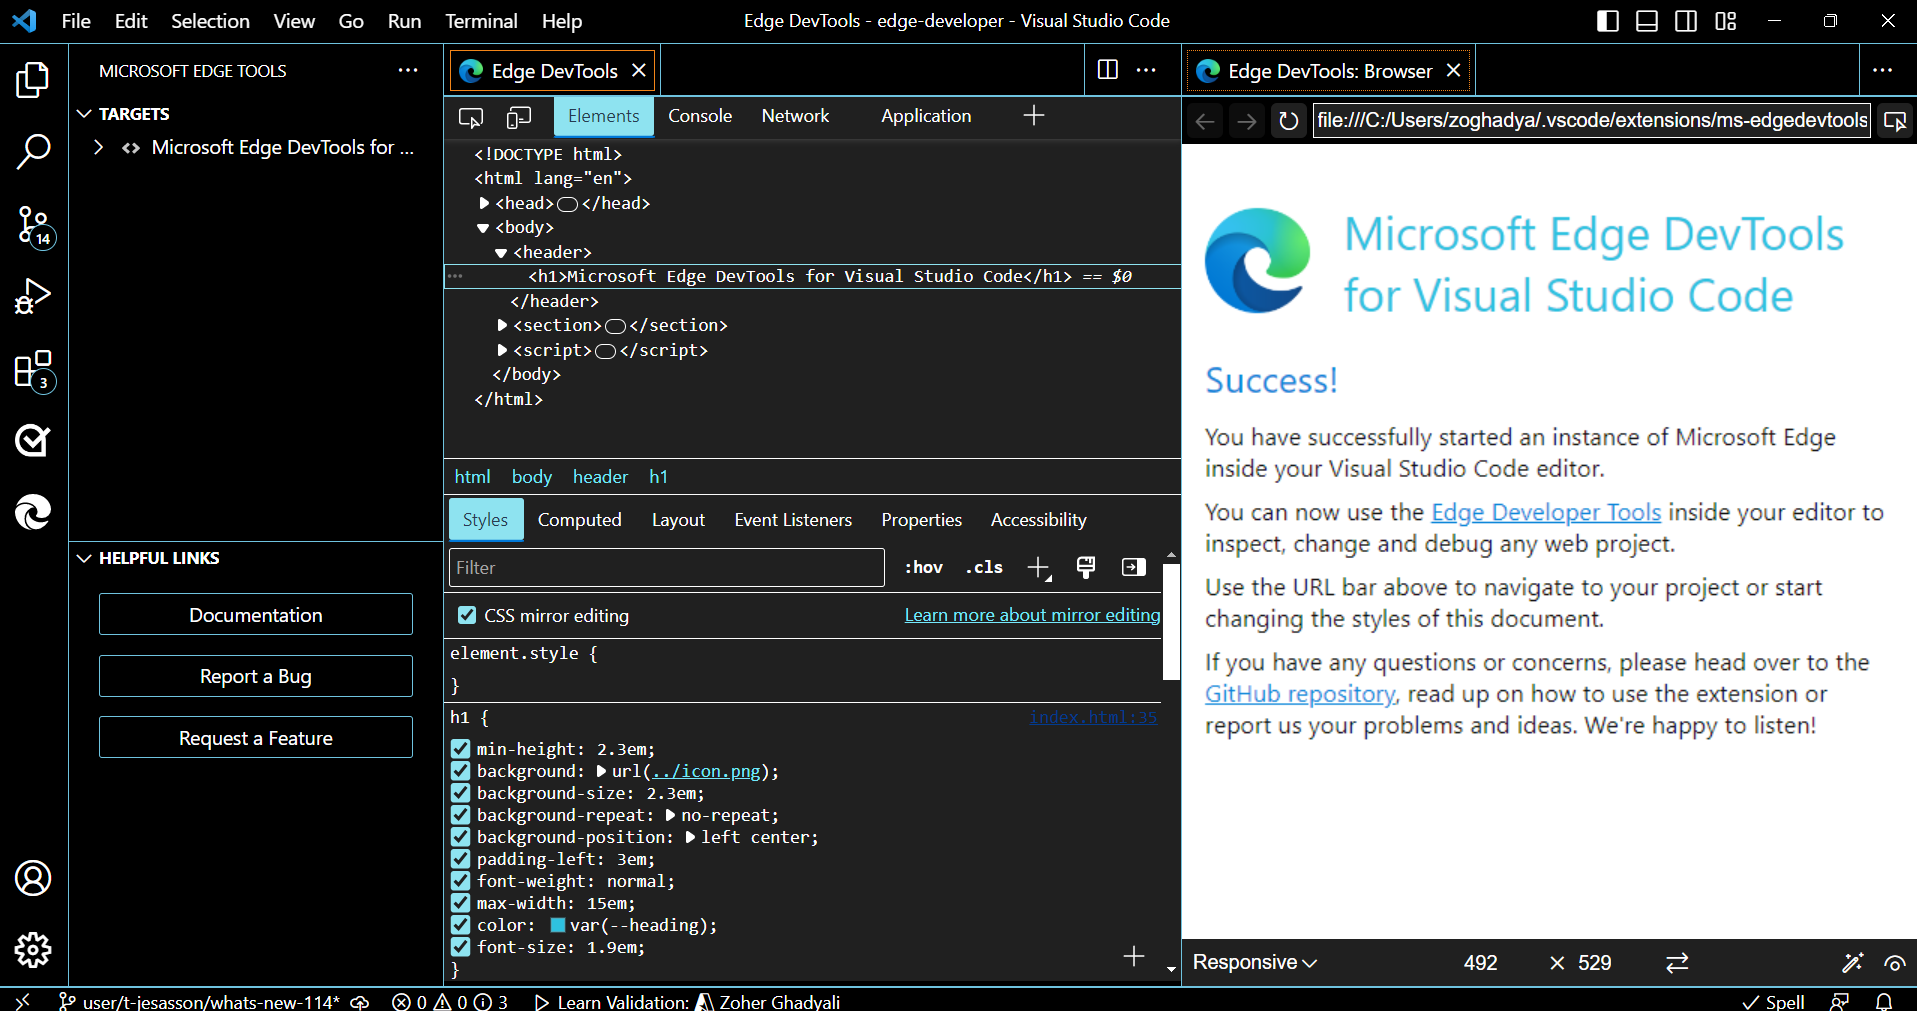 File Edit Selection View Go Run Terminal Help
Edge DevTools - edge-developer - Visual Studio Code
MICROSOFT EDGE TOOLS
TARGETS
Microsoft Edge DevTools for ...
14
3
HELPFUL LINKS
Documentation
Report a Bug
Request a Feature
Edge DevTools
Elements Console Network Application
<!DOCTYPE html>
<html lang="en">
<head></head>
<body>
<header>
<h1>Microsoft Edge DevTools for Visual Studio Code</h1> == $0
</header>
<section></section>
<script></script>
</body>
</html>
html body header h1
Styles Computed Layout Event Listeners Properties Accessibility
Filter :hov .cls
CSS mirror editing Learn more about mirror editing
element.style {
}
h1 { index.html:35
min-height: 2.3em;
background: url(../icon.png);
background-size: 2.3em;
background-repeat: no-repeat;
background-position: left center;
padding-left: 3em;
font-weight: normal;
max-width: 15em;
color: var(--heading);
font-size: 1.9em;
}
Edge DevTools: Browser
file:///C:/Users/zoghadya/.vscode/extensions/ms-edgedevtools
Microsoft Edge DevTools
for Visual Studio Code
Success!
You have successfully started an instance of Microsoft Edge
inside your Visual Studio Code editor.
You can now use the Edge Developer Tools inside your editor to
inspect, change and debug any web project.
Use the URL bar above to navigate to your project or start
changing the styles of this document.
If you have any questions or concerns, please head over to the
GitHub repository, read up on how to use the extension or
report us your problems and ideas. We're happy to listen!
Responsive 492 × 529
user/t-jesasson/whats-new-114* 0 0 3 Learn Validation: Zoher Ghadyali Spell